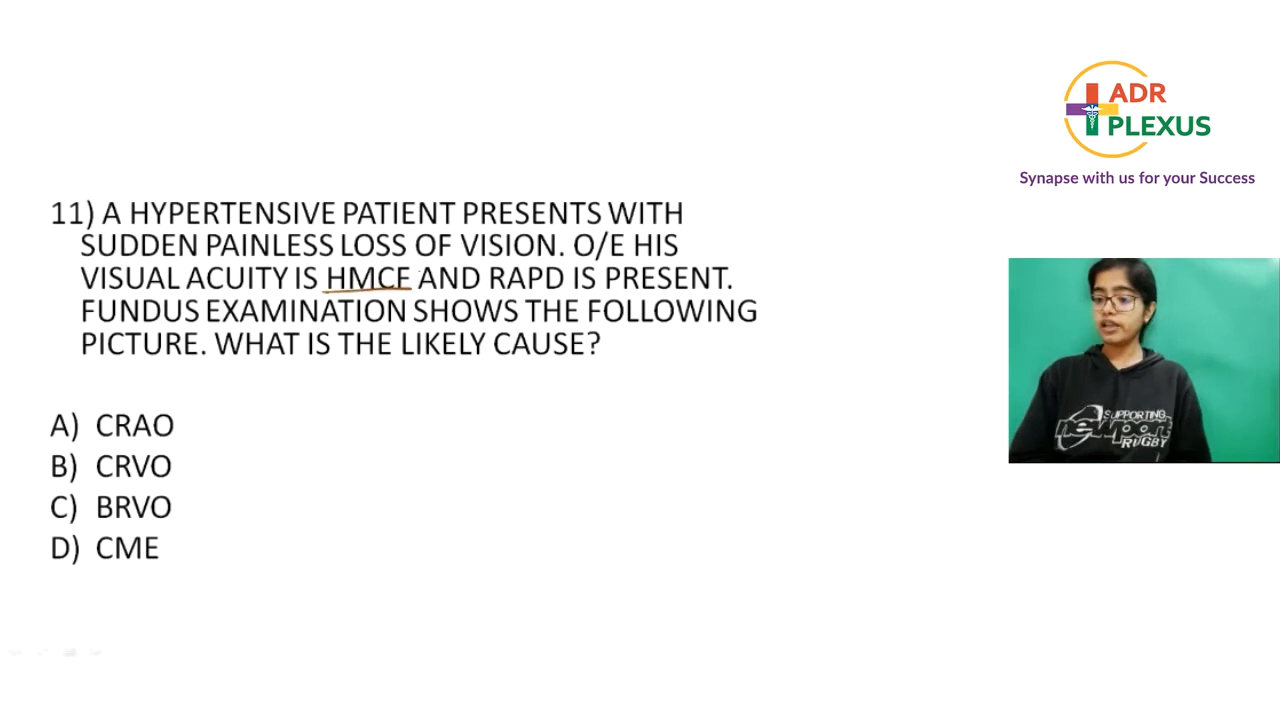 ADR
PLEXUS
Synapse with us for your Success
11) A HYPERTENSIVE PATIENT PRESENTS WITH
SUDDEN PAINLESS LOSS OF VISION. O/E HIS
VISUAL ACUITY IS HMCF AND RAPD IS PRESENT.
FUNDUS EXAMINATION SHOWS THE FOLLOWING
PICTURE. WHAT IS THE LIKELY CAUSE?
A) CRAO
B) CRVO
C) BRVO
D) CME
SUPPORTING
newport
RUGBY